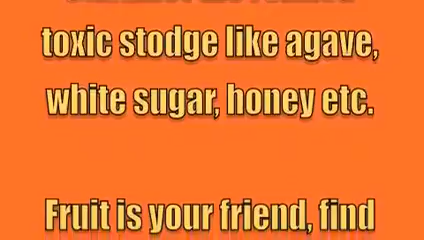 toxic stodge like agave,
white sugar, honey etc.
Fruit is your friend, find